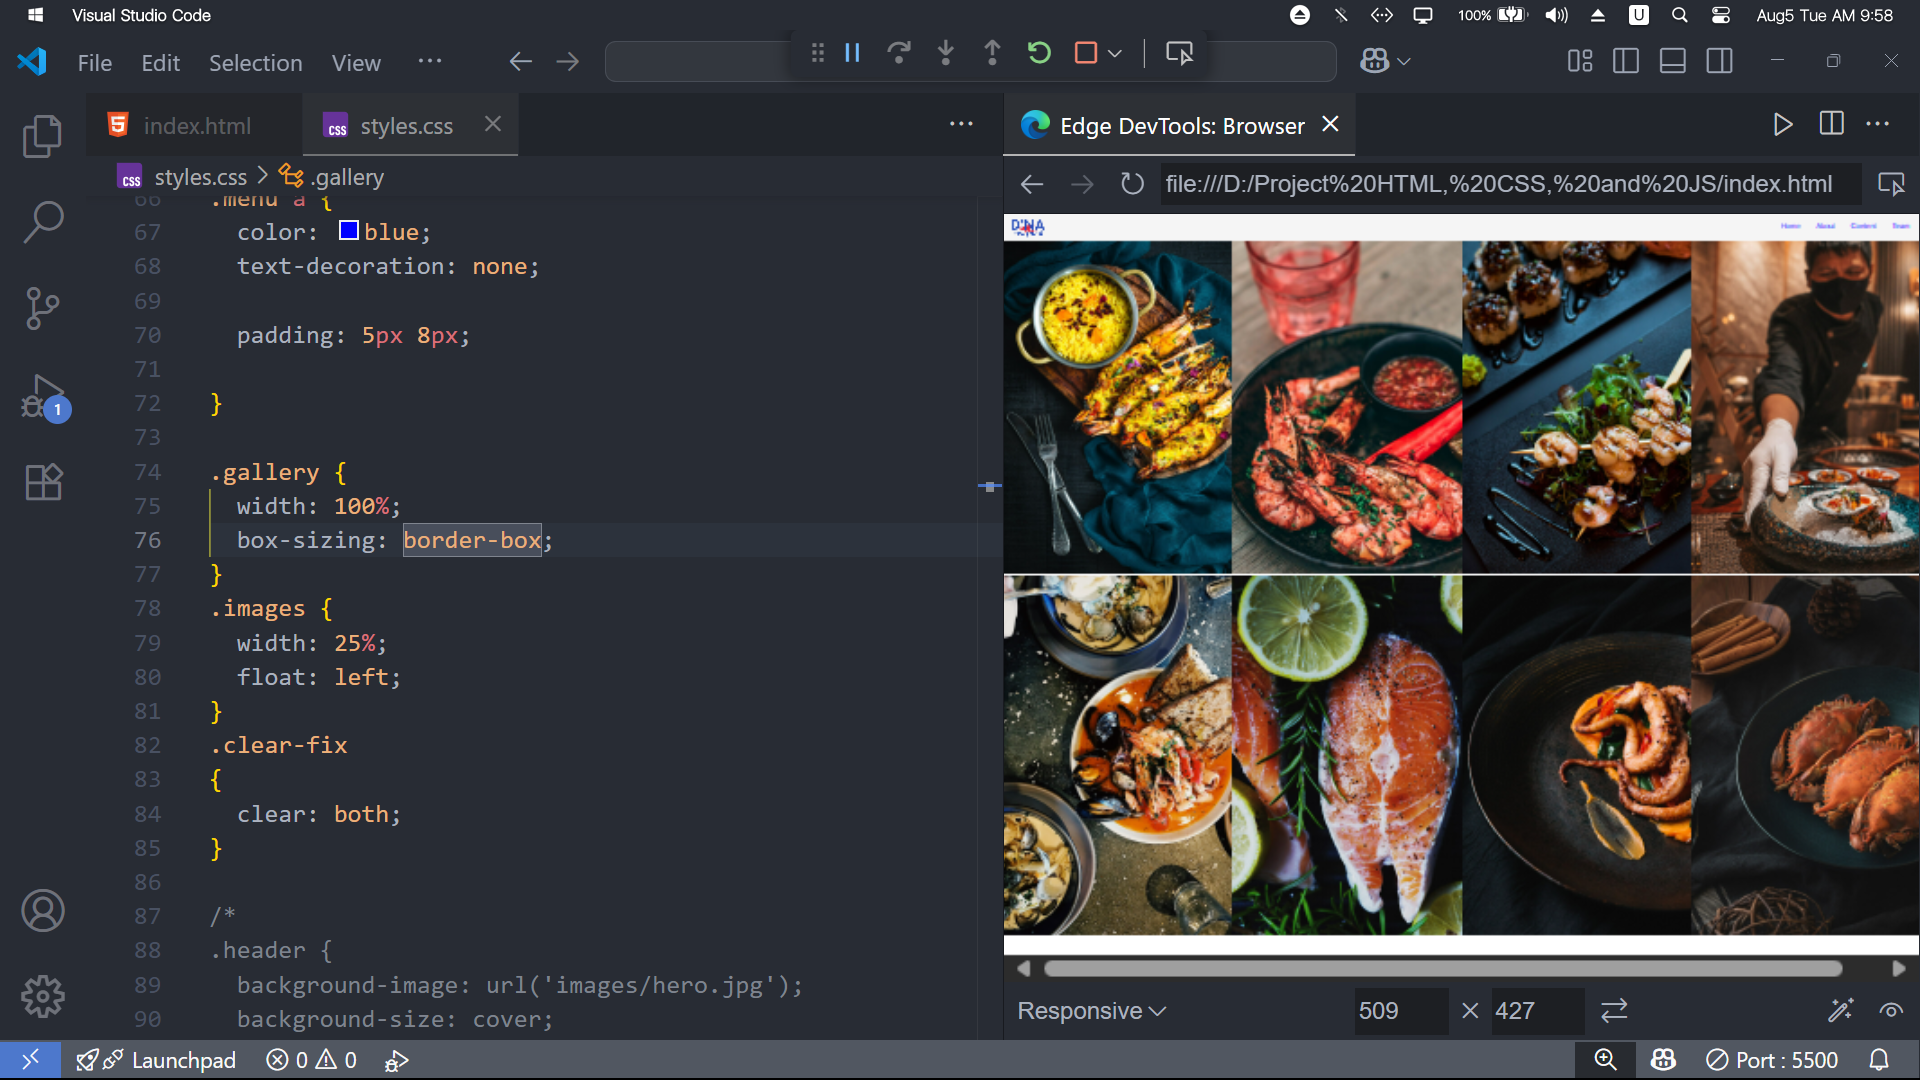 Visual Studio Code
100%
U
Aug5 Tue AM 9:58
File Edit Selection View
index.html
css styles.css
Edge DevTools: Browser
css styles.css > .gallery
file:///D:/Project%20HTML,%20CSS,%20and%20JS/index.html
66 .menu a {
67 color: blue;
68 text-decoration: none;
69
70 padding: 5px 8px;
71
72 }
73
74 .gallery {
75 width: 100%;
76 box-sizing: border-box;
77 }
78 .images {
79 width: 25%;
80 float: left;
81 }
82 .clear-fix
83 {
84 clear: both;
85 }
86
87 /*
88 .header {
89 background-image: url('images/hero.jpg');
90 background-size: cover;
D'NA
Home About Content Team
1
Responsive 509 × 427
Launchpad 0 0 Port : 5500